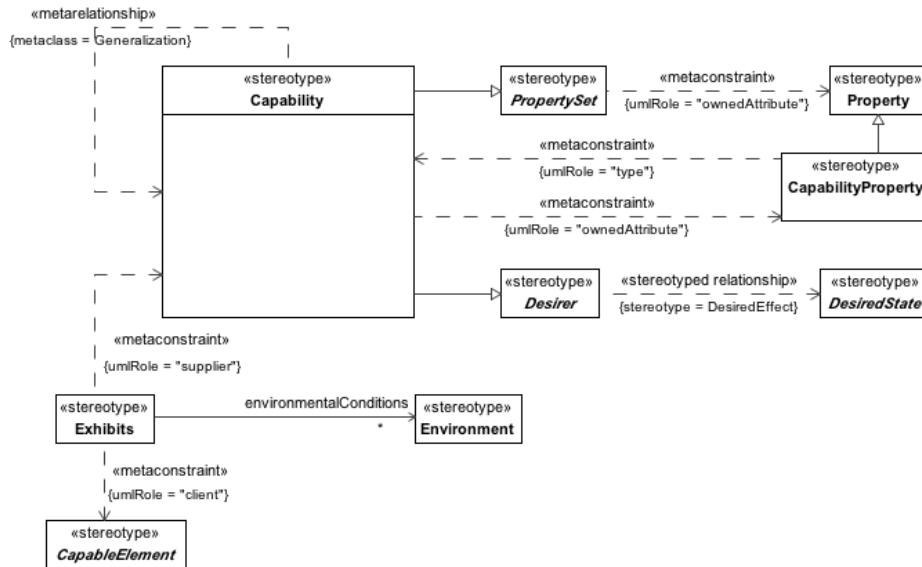 «metarelationship»
{metaclass = Generalization}
«stereotype»
Capability
«stereotype»
PropertySet
«metaconstraint»
{umlRole = "ownedAttribute"}
«stereotype»
Property
«metaconstraint»
{umlRole = "type"}
«stereotype»
CapabilityProperty
«metaconstraint»
{umlRole = "ownedAttribute"}
«stereotype»
Desirer
«stereotyped relationship»
{stereotype = DesiredEffect}
«stereotype»
DesiredState
«metaconstraint»
{umlRole = "supplier"}
«stereotype»
Exhibits
environmentalConditions
*
«stereotype»
Environment
«metaconstraint»
{umlRole = "client"}
«stereotype»
CapableElement